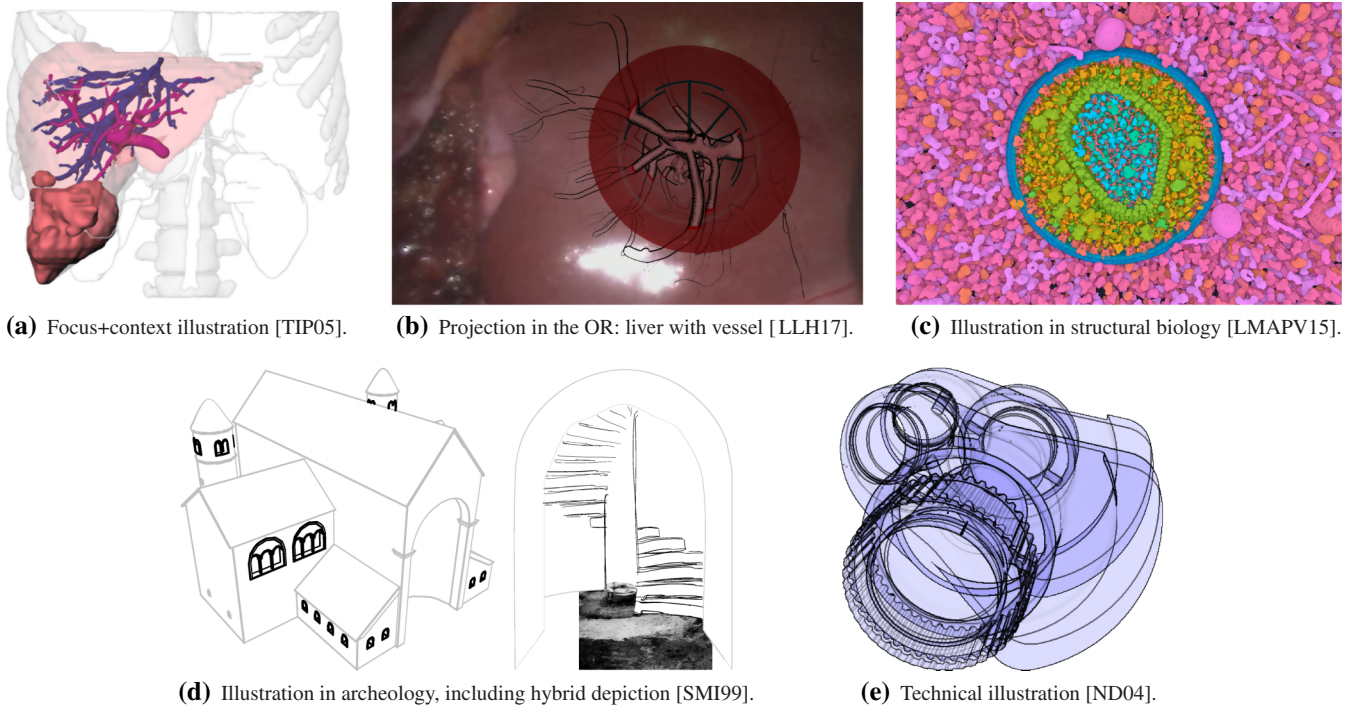 (a) Focus+context illustration [TIP05].
(b) Projection in the OR: liver with vessel [LLH17].
(c) Illustration in structural biology [LMAPV15].
(d) Illustration in archeology, including hybrid depiction [SMI99].
(e) Technical illustration [ND04].